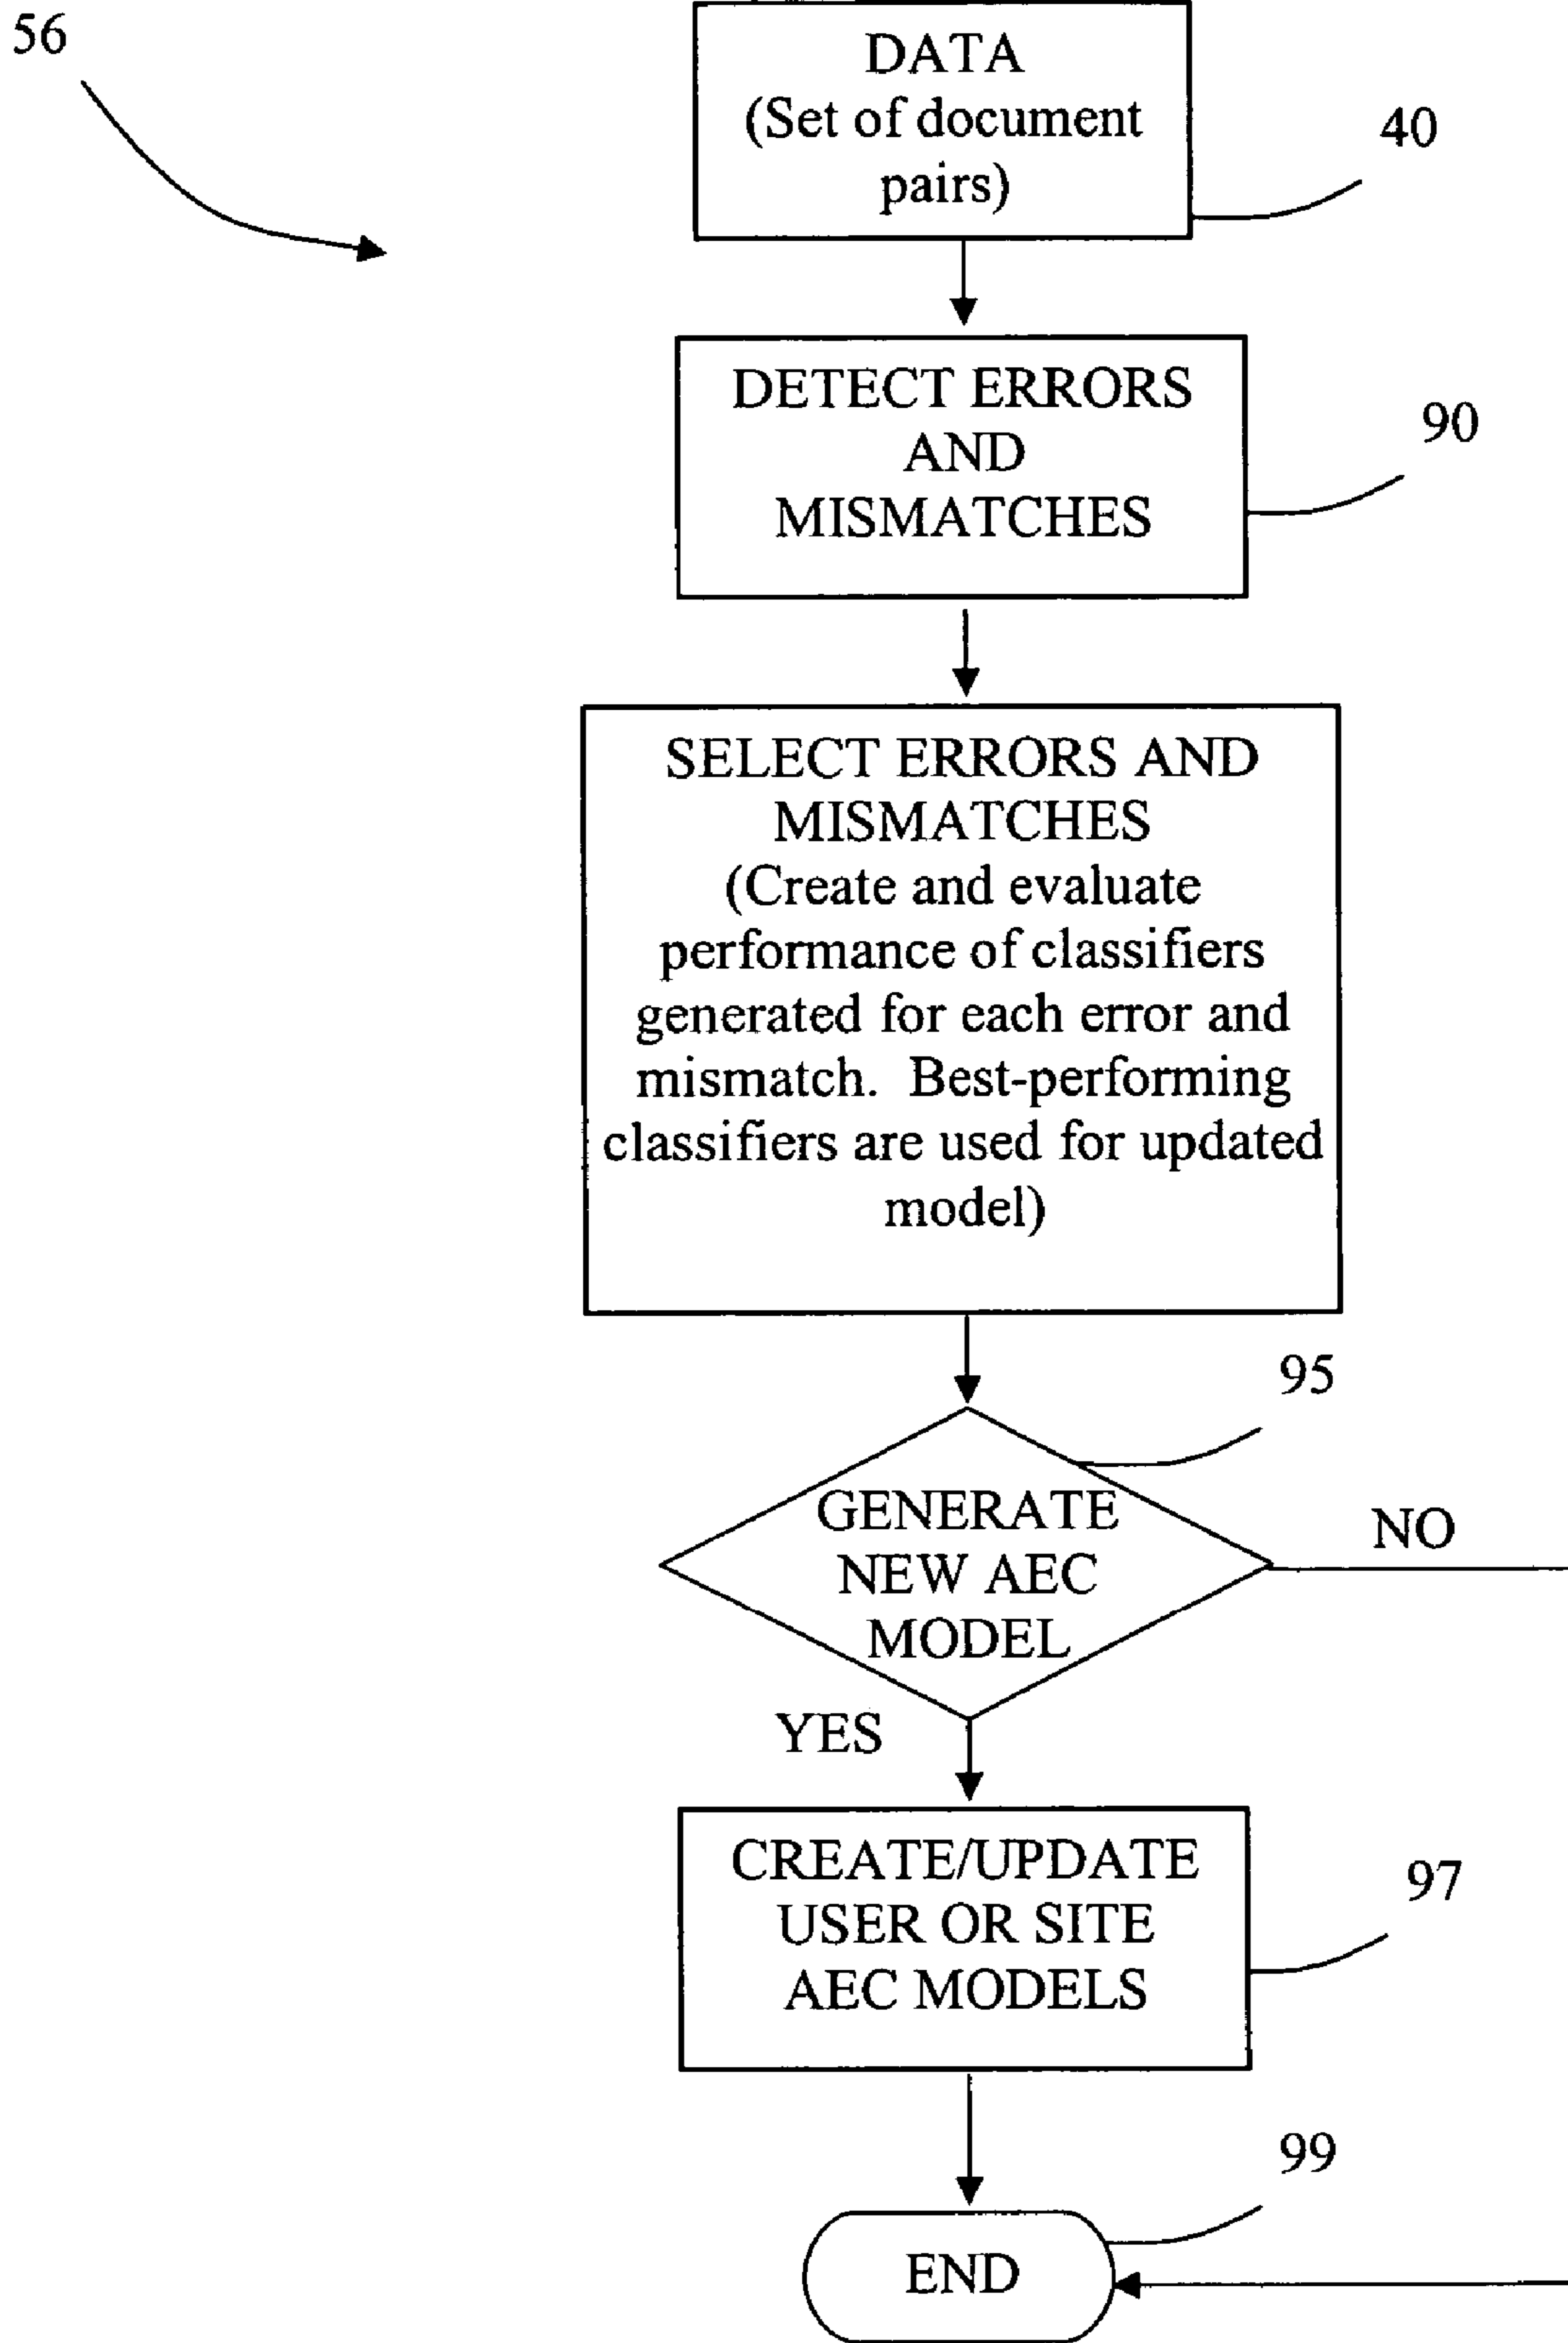 56
DATA
(Set of document
pairs)
40
DETECT ERRORS
AND
MISMATCHES
90
SELECT ERRORS AND
MISMATCHES
(Create and evaluate
performance of classifiers
generated for each error and
mismatch. Best-performing
classifiers are used for updated
model)
95
GENERATE
NEW AEC
MODEL
NO
YES
CREATE/UPDATE
USER OR SITE
AEC MODELS
97
99
END